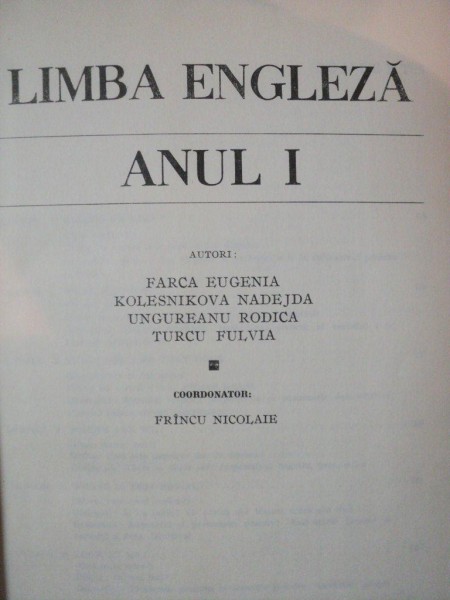 LIMBA ENGLEZĂ
ANUL I
AUTORI:
FARCA EUGENIA
KOLESNIKOVA NADEJDA
UNGUREANU RODICA
TURCU FULVIA
COORDONATOR:
FRÎNCU NICOLAIE